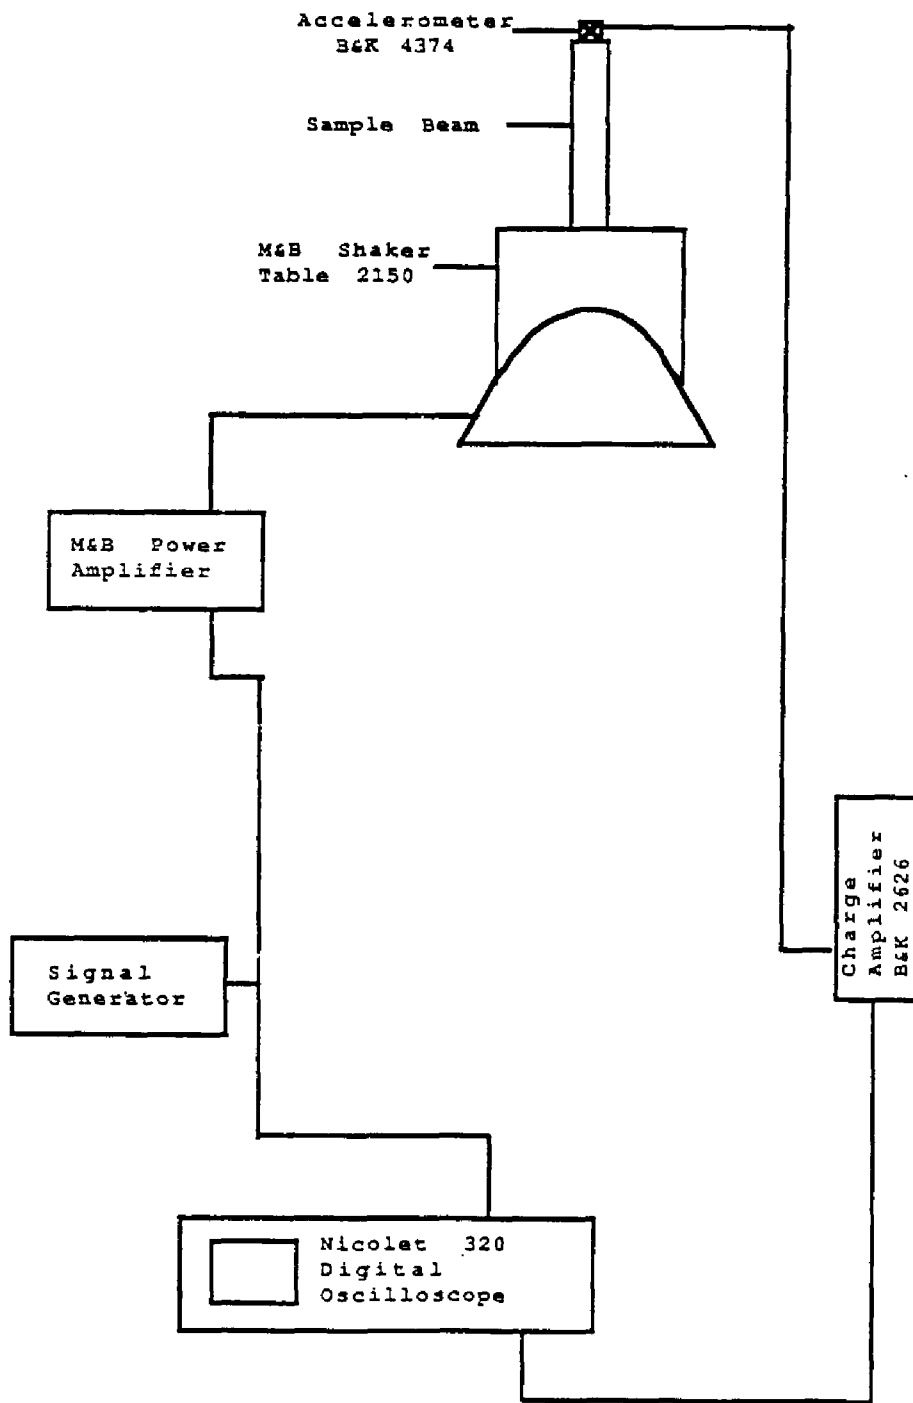 Accelerometer
B&K 4374
Sample Beam
M&B Shaker
Table 2150
M&B Power
Amplifier
Charge
Amplifier
B&K 2626
Signal
Generator
Nicolet 320
Digital
Oscilloscope